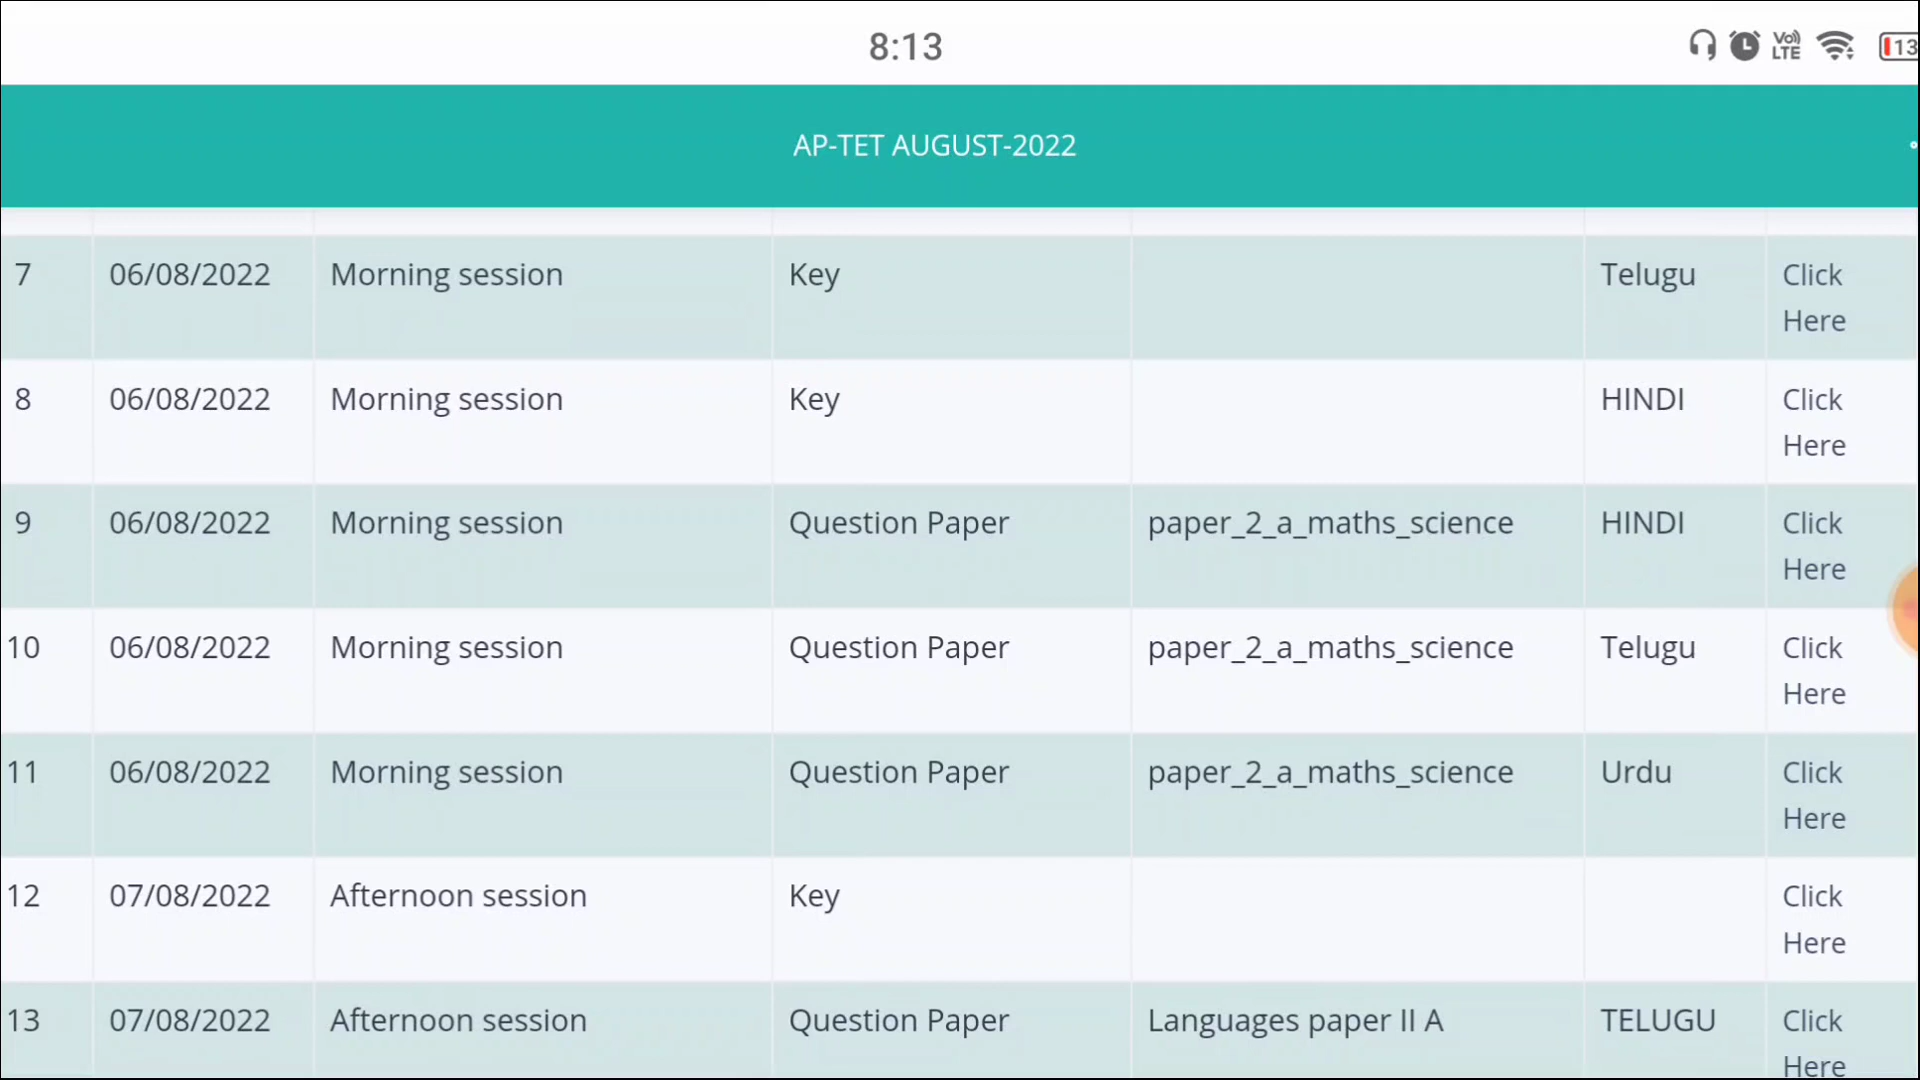 8:13
Vo) LTE
13
AP-TET AUGUST-2022
7 06/08/2022 Morning session Key Telugu Click Here
8 06/08/2022 Morning session Key HINDI Click Here
9 06/08/2022 Morning session Question Paper paper_2_a_maths_science HINDI Click Here
10 06/08/2022 Morning session Question Paper paper_2_a_maths_science Telugu Click Here
11 06/08/2022 Morning session Question Paper paper_2_a_maths_science Urdu Click Here
12 07/08/2022 Afternoon session Key Click Here
13 07/08/2022 Afternoon session Question Paper Languages paper II A TELUGU Click Here